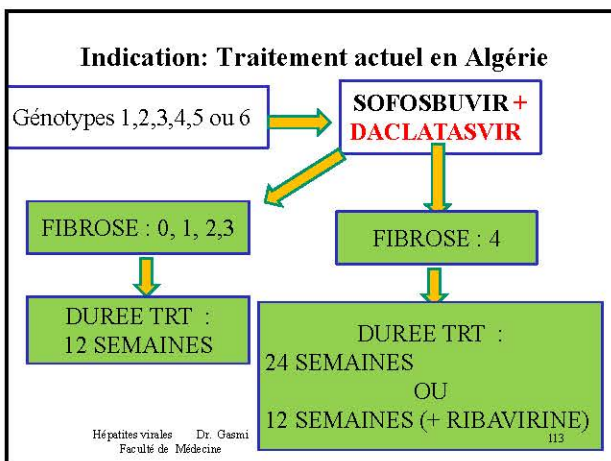 Indication: Traitement actuel en Algérie
Génotypes 1,2,3,4,5 ou 6
SOFOSBUVIR +
DACLATASVIR
FIBROSE : 0, 1, 2,3
FIBROSE : 4
DUREE TRT :
12 SEMAINES
DUREE TRT :
24 SEMAINES
OU
12 SEMAINES (+ RIBAVIRINE)
Hépatites virales Dr. Gasmi
Faculté de Médecine
113